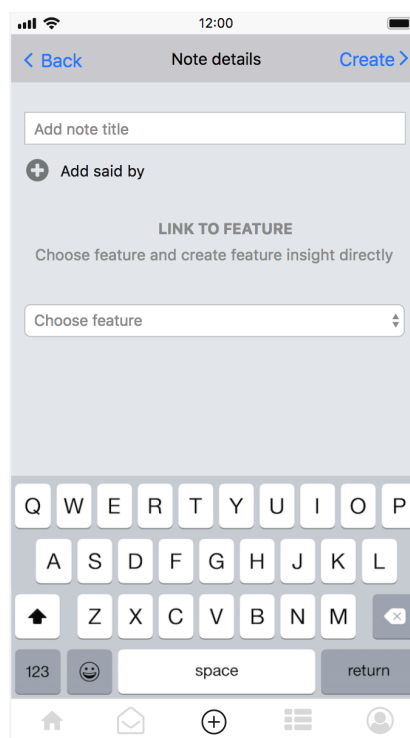 12:00
Back Note details Create
Add note title
Add said by
LINK TO FEATURE
Choose feature and create feature insight directly
Choose feature
Q W E R T Y U I O P
A S D F G H J K L
Z X C V B N M
123 space return